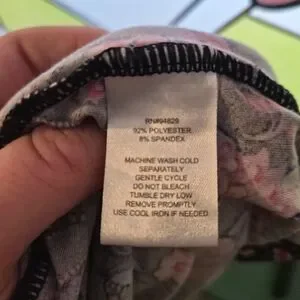 RN#94829
92% POLYESTER
8% SPANDEX
MACHINE WASH COLD
SEPARATELY
GENTLE CYCLE
DO NOT BLEACH
TUMBLE DRY LOW
REMOVE PROMPTLY
USE COOL IRON IF NEEDED